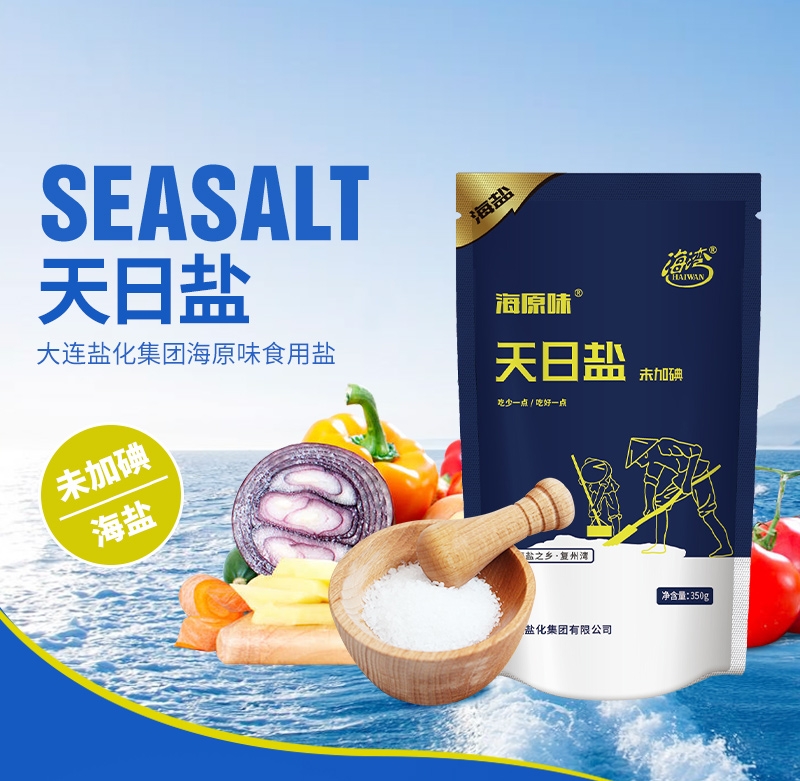 SEASALT
天日盐
大连盐化集团海原味食用盐
未加碘
海盐
海盐
海湾®
HAIWAN
海原味®
天日盐 未加碘
吃少一点 / 吃好一点
盐之乡·复州湾
净含量:350g
盐化集团有限公司